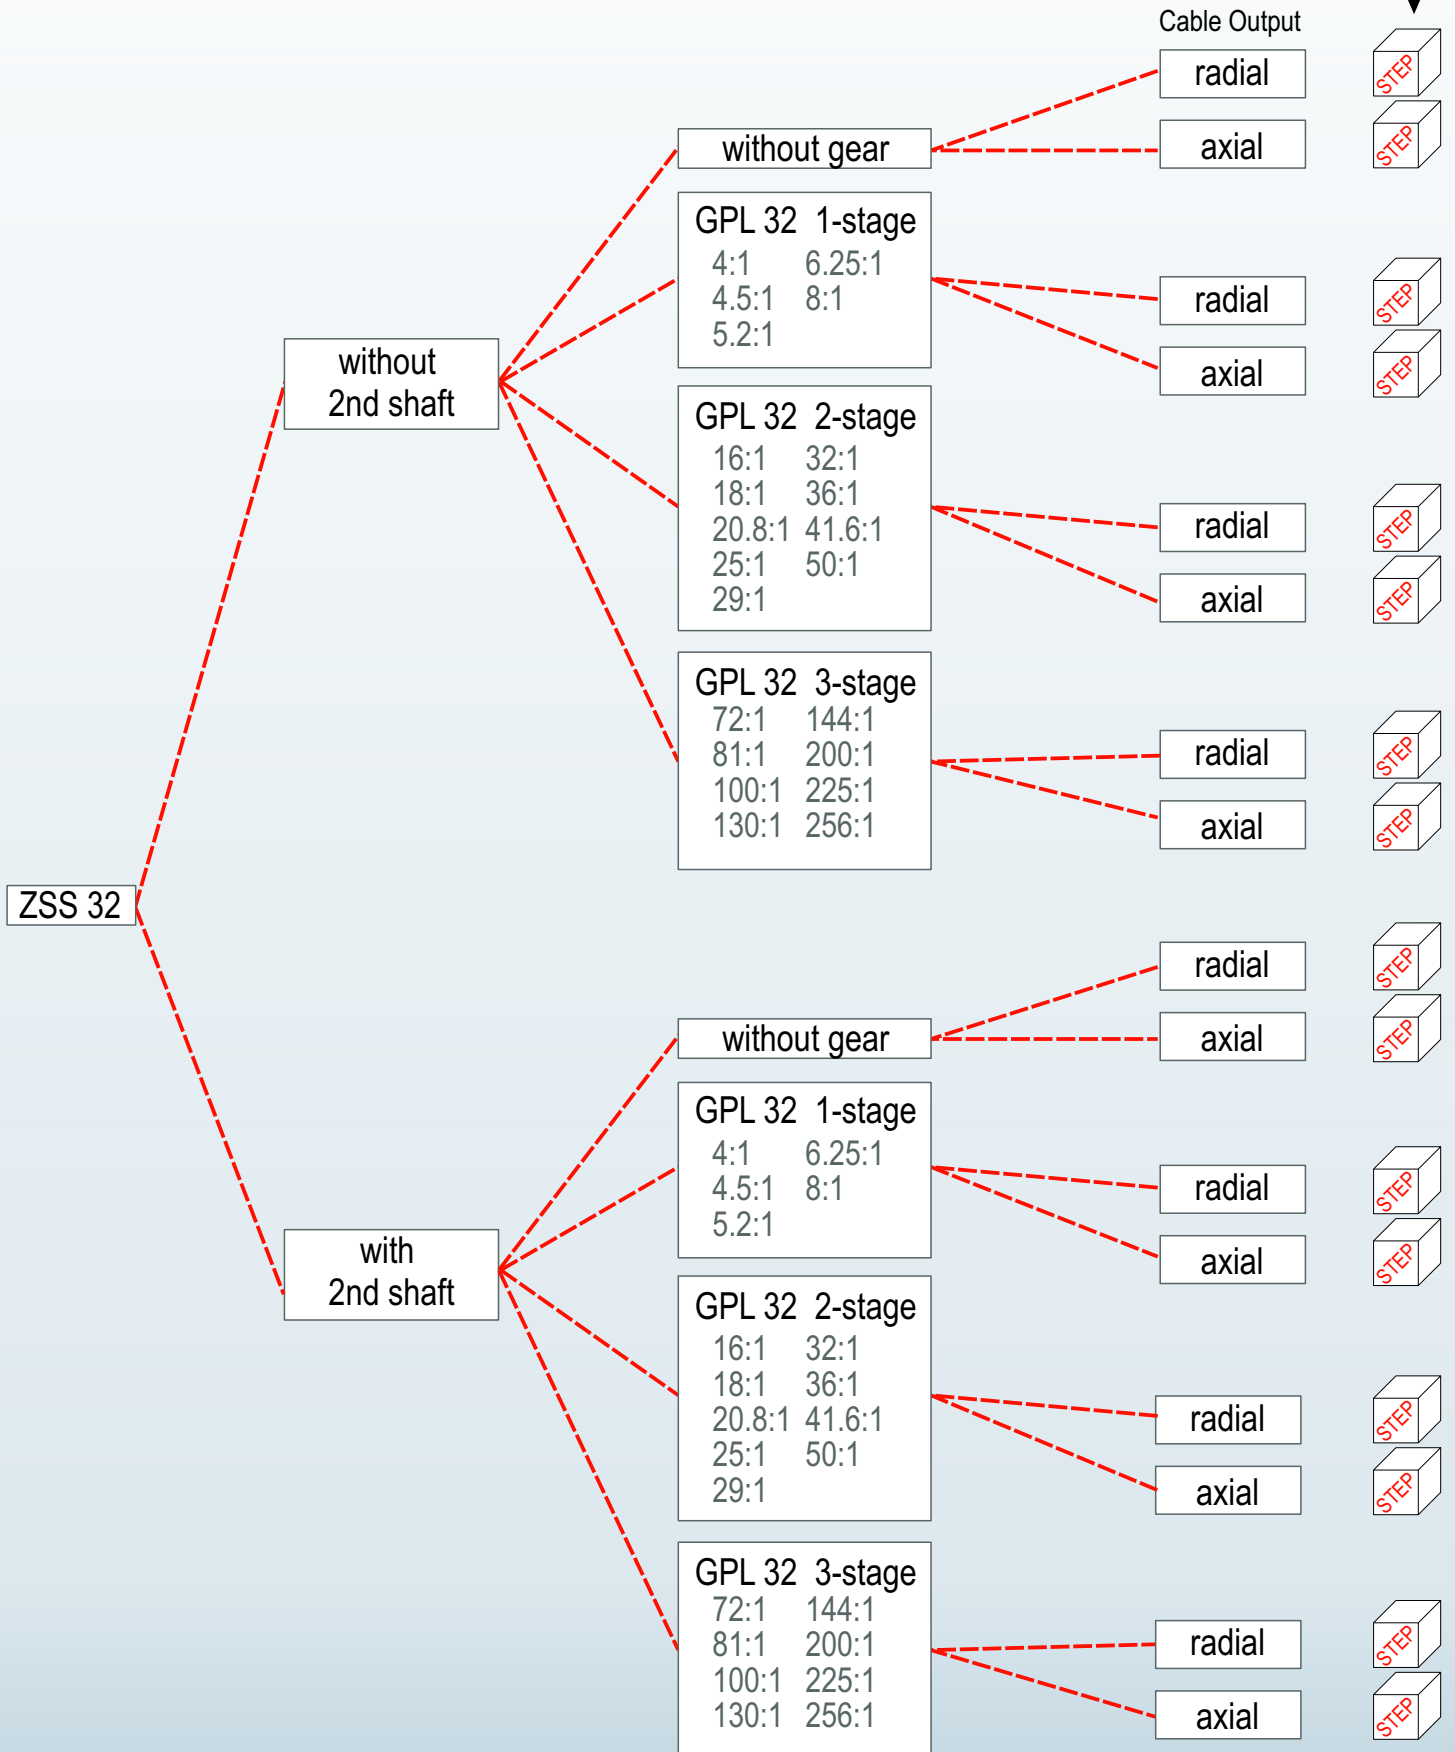 Cable Output
radial STEP
axial STEP
without gear
GPL 32 1-stage
4:1 6.25:1
4.5:1 8:1
5.2:1
radial STEP
axial STEP
without
2nd shaft
GPL 32 2-stage
16:1 32:1
18:1 36:1
20.8:1 41.6:1
25:1 50:1
29:1
radial STEP
axial STEP
GPL 32 3-stage
72:1 144:1
81:1 200:1
100:1 225:1
130:1 256:1
radial STEP
axial STEP
ZSS 32
radial STEP
axial STEP
without gear
GPL 32 1-stage
4:1 6.25:1
4.5:1 8:1
5.2:1
radial STEP
axial STEP
with
2nd shaft
GPL 32 2-stage
16:1 32:1
18:1 36:1
20.8:1 41.6:1
25:1 50:1
29:1
radial STEP
axial STEP
GPL 32 3-stage
72:1 144:1
81:1 200:1
100:1 225:1
130:1 256:1
radial STEP
axial STEP